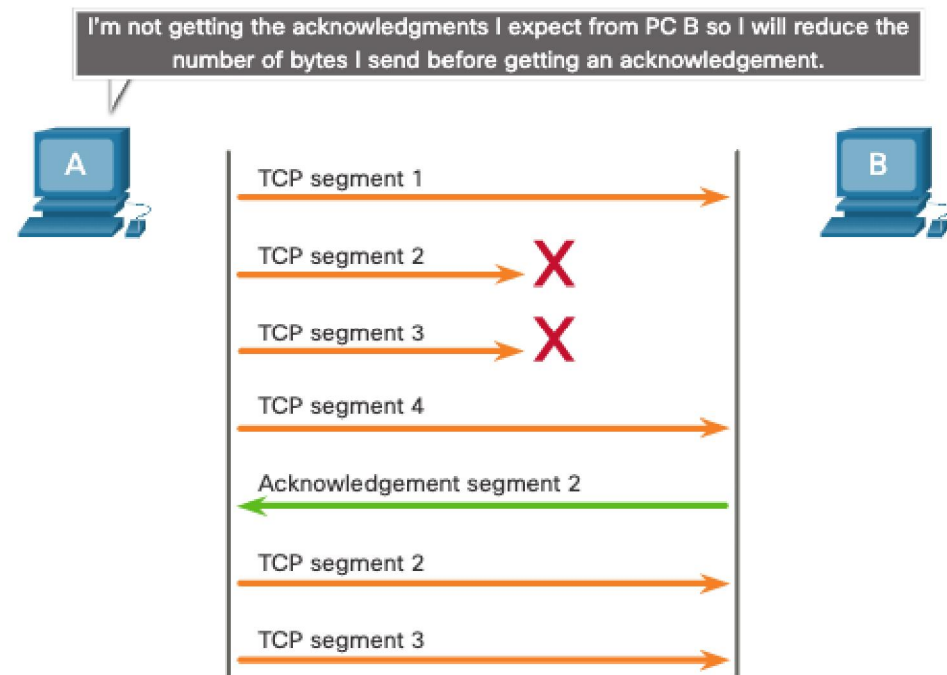 I'm not getting the acknowledgments I expect from PC B so I will reduce the
number of bytes I send before getting an acknowledgement.
A
B
TCP segment 1
TCP segment 2
X
TCP segment 3
X
TCP segment 4
Acknowledgement segment 2
TCP segment 2
TCP segment 3